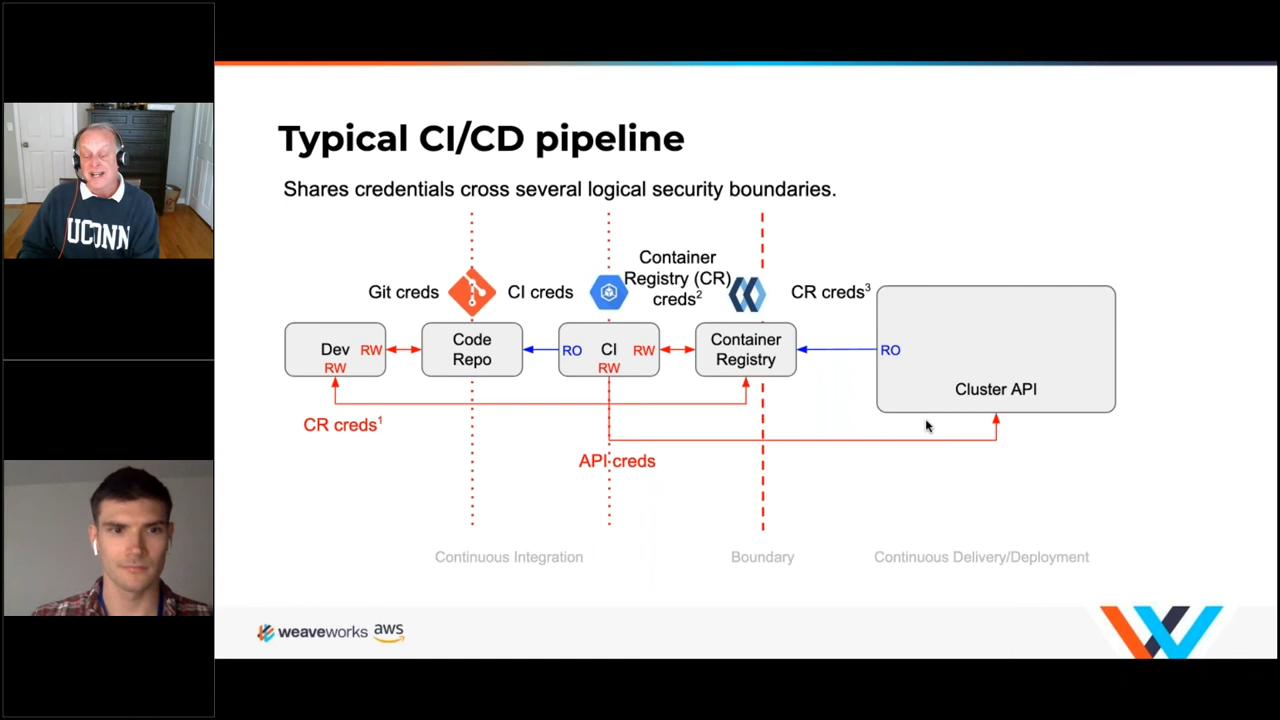 Typical CI/CD pipeline
Shares credentials cross several logical security boundaries.
Git creds
CI creds
Container
Registry (CR)
creds²
CR creds³
Dev
RW
RW
Code
Repo
RO
CI
RW
RW
Container
Registry
RO
Cluster API
CR creds¹
API creds
Continuous Integration
Boundary
Continuous Delivery/Deployment
weaveworks
aws
UCONN